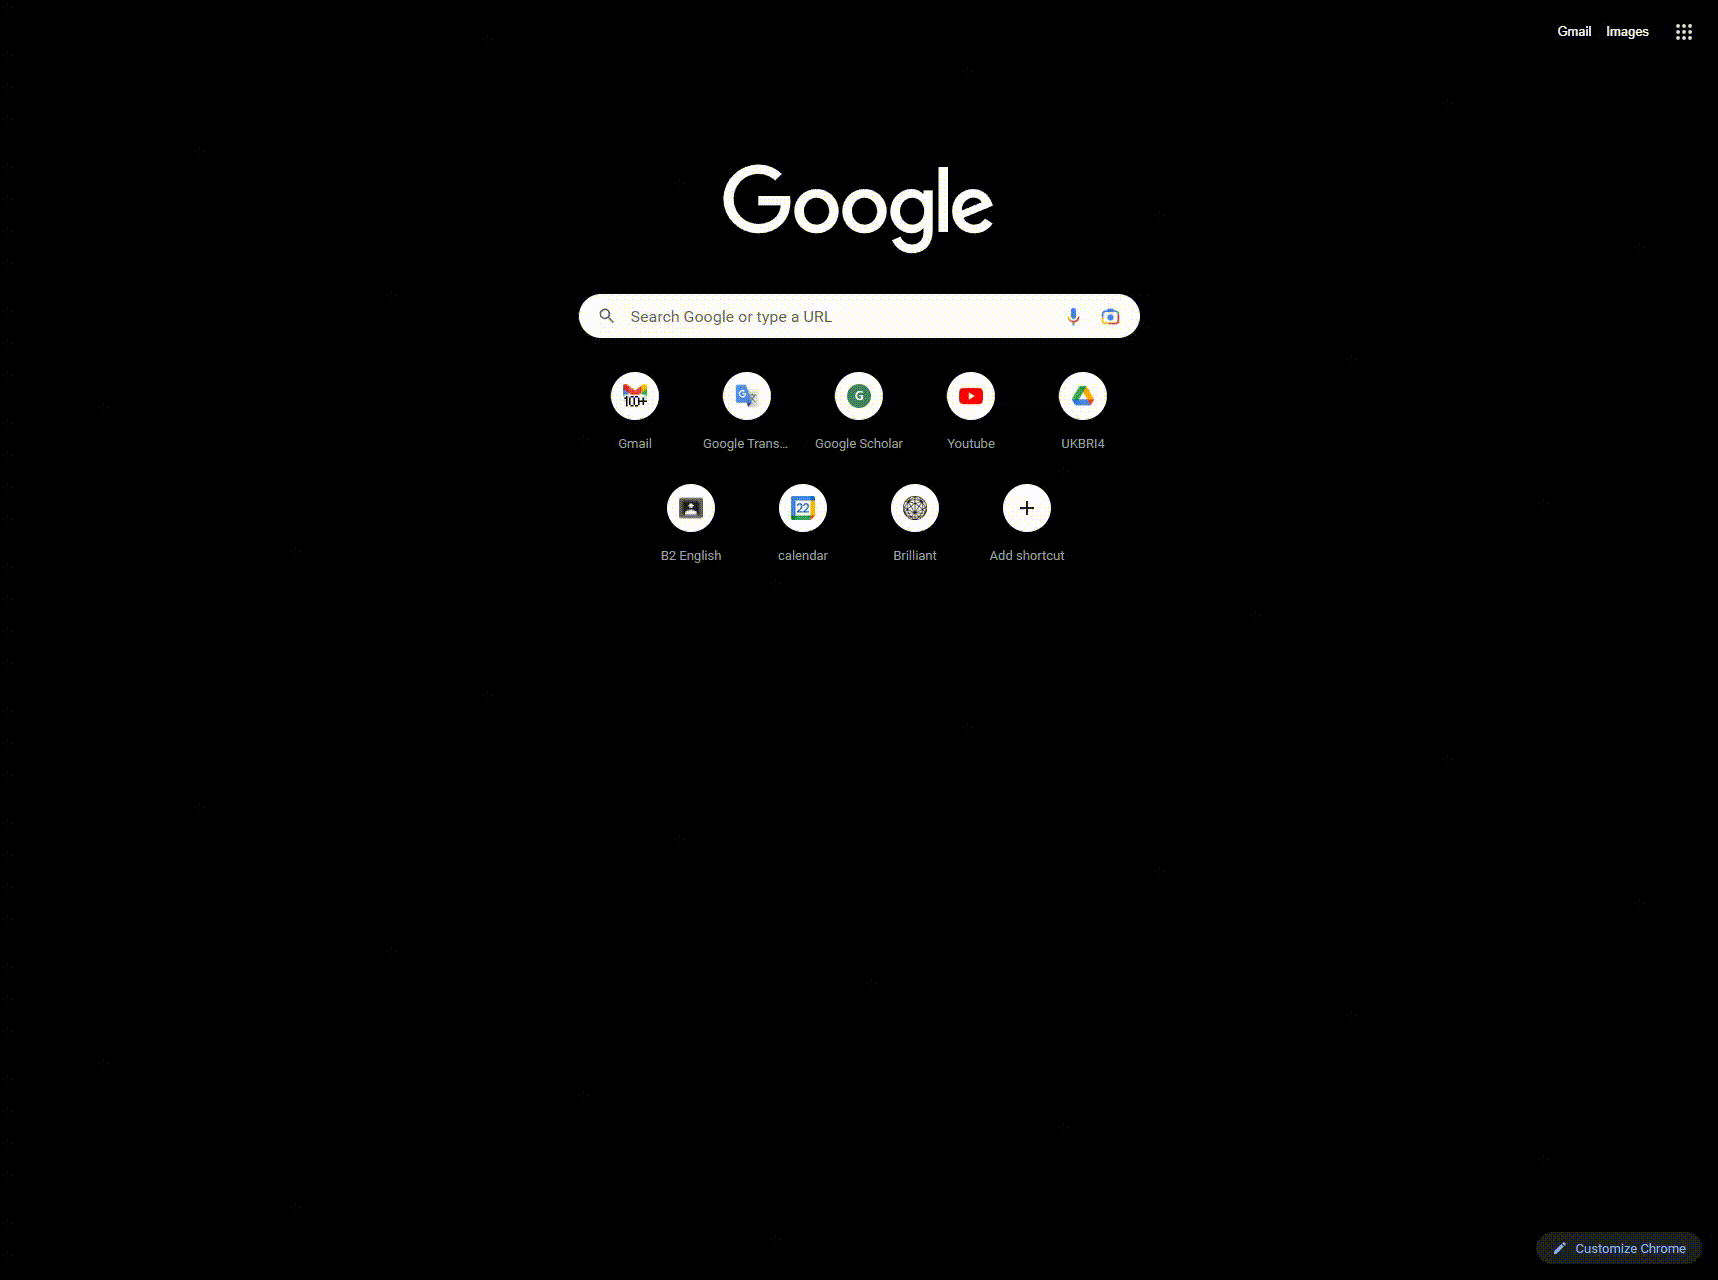 Gmail Images
Google
Search Google or type a URL
100+
G
G
Gmail Google Trans... Google Scholar Youtube UKBRI4
22
B2 English calendar Brilliant Add shortcut
Customize Chrome